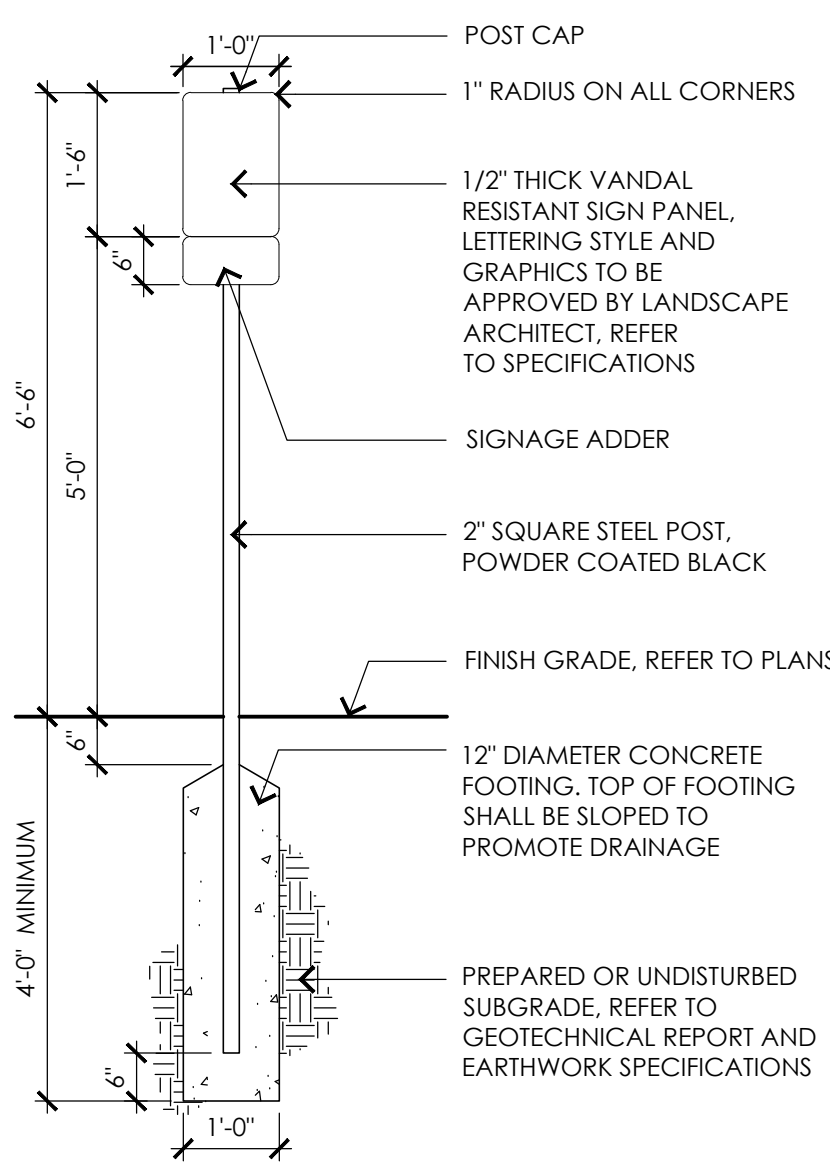 1'-0"
POST CAP
1" RADIUS ON ALL CORNERS
1'-6"
6"
1/2" THICK VANDAL
RESISTANT SIGN PANEL,
LETTERING STYLE AND
GRAPHICS TO BE
APPROVED BY LANDSCAPE
ARCHITECT, REFER
TO SPECIFICATIONS
6'-6"
SIGNAGE ADDER
5'-0"
2" SQUARE STEEL POST,
POWDER COATED BLACK
FINISH GRADE, REFER TO PLANS
6"
12" DIAMETER CONCRETE
FOOTING. TOP OF FOOTING
SHALL BE SLOPED TO
PROMOTE DRAINAGE
4'-0" MINIMUM
PREPARED OR UNDISTURBED
SUBGRADE, REFER TO
GEOTECHNICAL REPORT AND
EARTHWORK SPECIFICATIONS
6"
1'-0"